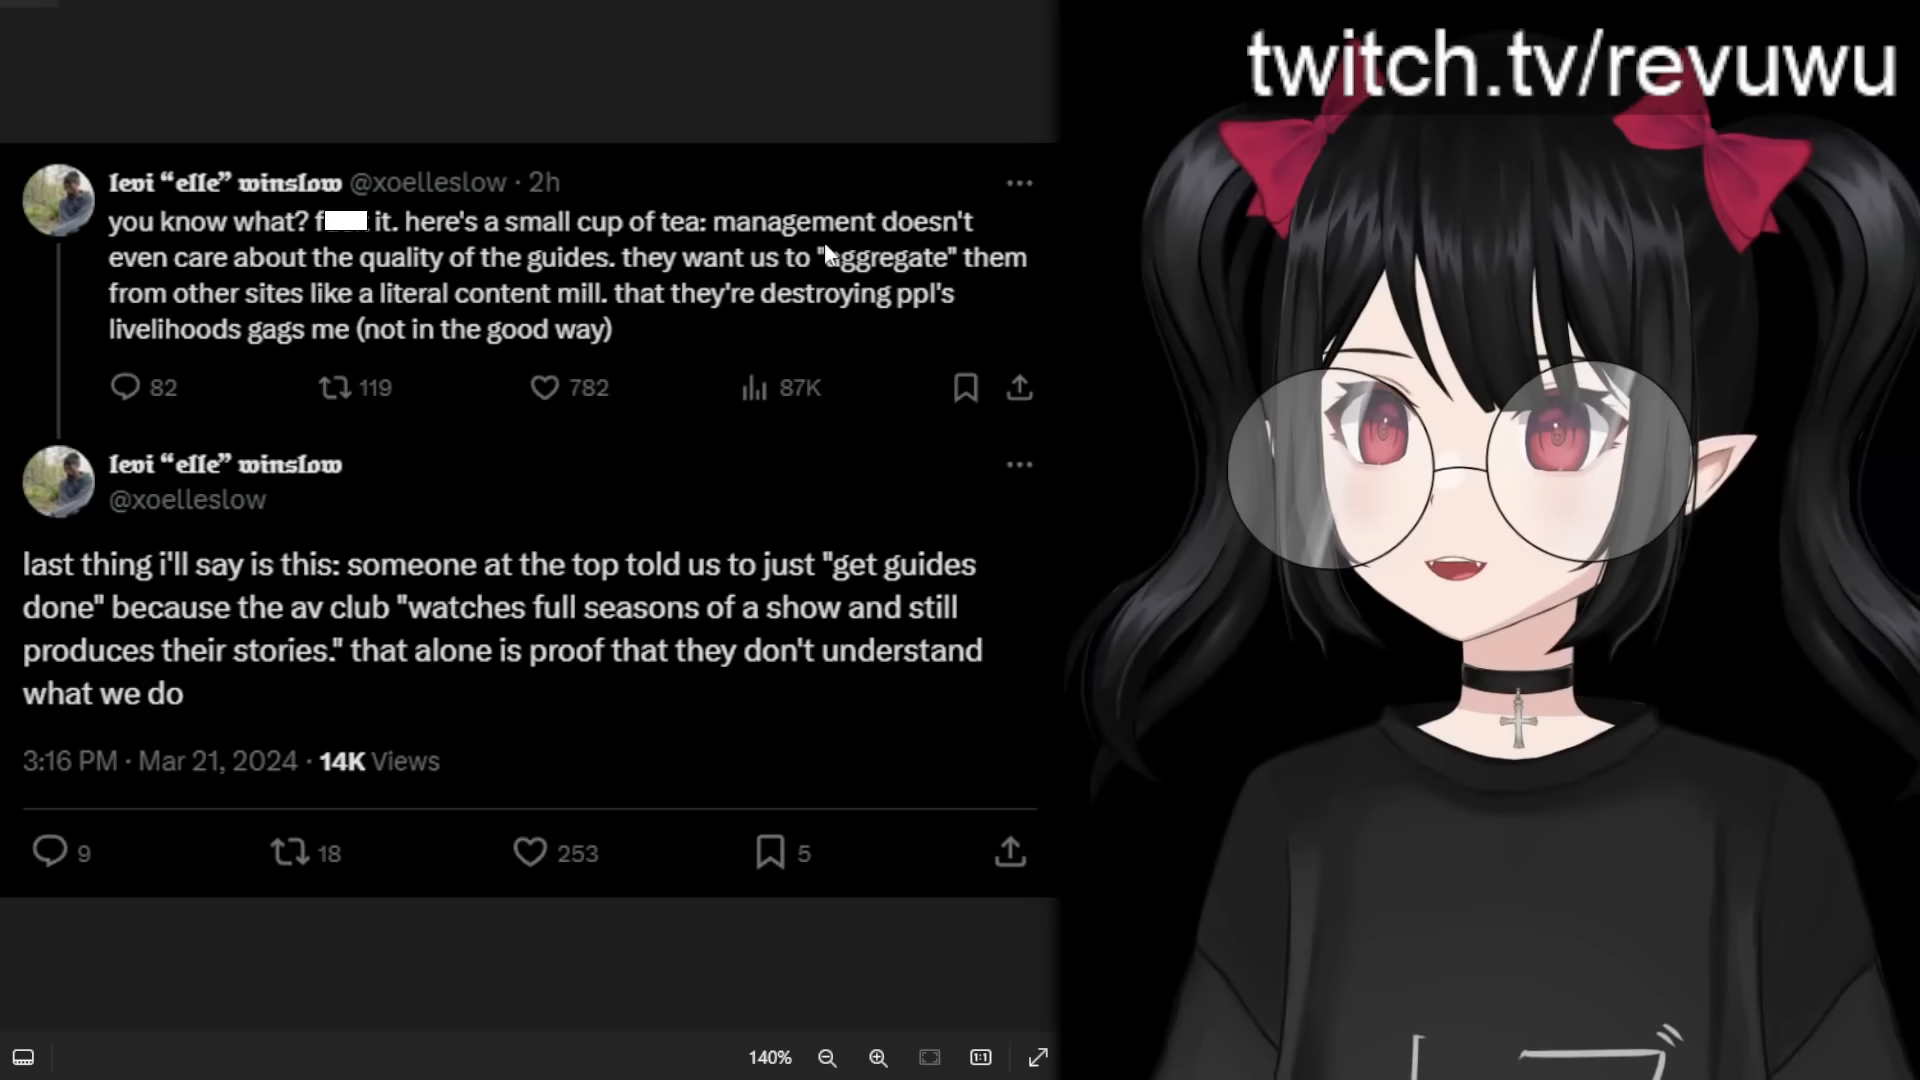 twitch.tv/revuwu
levi “elle” winslow @xoelleslow · 2h
you know what? f it. here's a small cup of tea: management doesn't
even care about the quality of the guides. they want us to "aggregate" them
from other sites like a literal content mill. that they're destroying ppl's
livelihoods gags me (not in the good way)
82 119 782 87K
levi “elle” winslow
@xoelleslow
last thing i'll say is this: someone at the top told us to just "get guides
done" because the av club "watches full seasons of a show and still
produces their stories." that alone is proof that they don't understand
what we do
3:16 PM · Mar 21, 2024 · 14K Views
9 18 253 5
140% 1:1